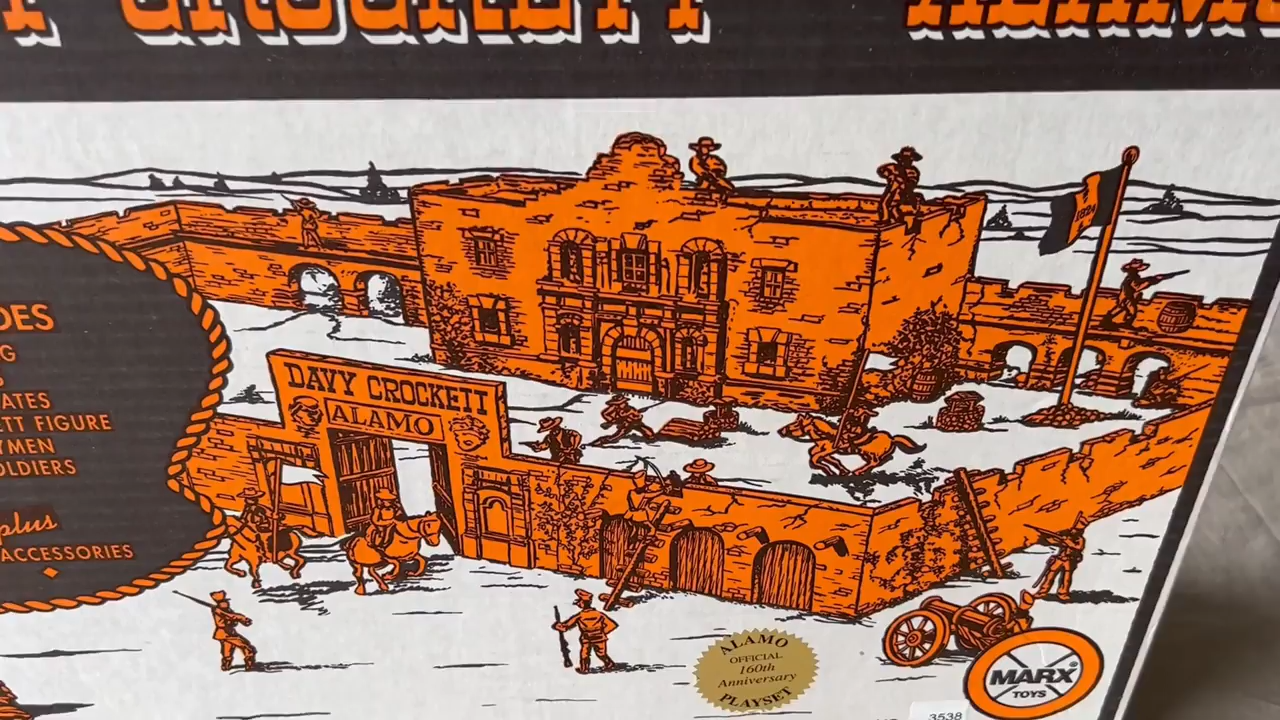 CROCKETT
1824
DES
ATES
ETT FIGURE
YMEN
OLDIERS
plus
ACCESSORIES
DAVY CROCKETT
ALAMO
ALAMO
OFFICIAL
160th
Anniversary
PLAYSET
MARX®
TOYS
3538